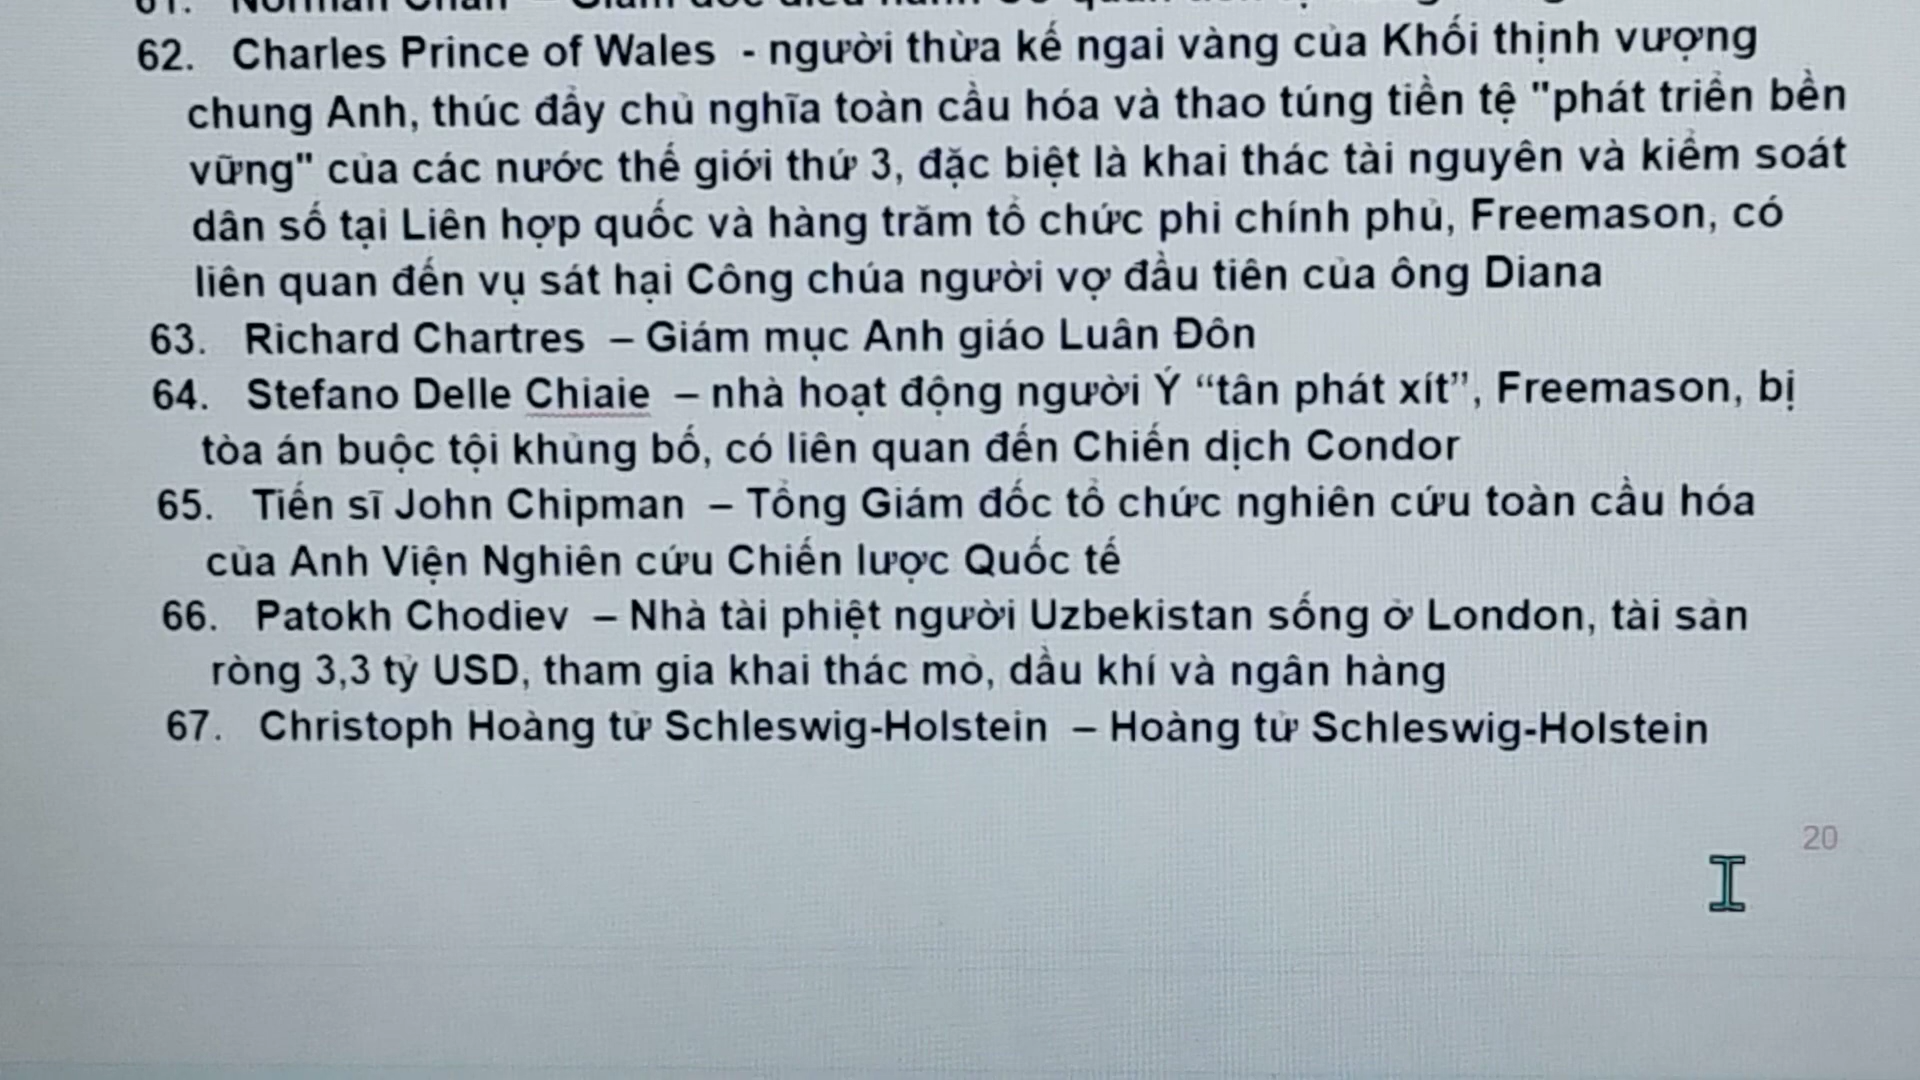 62. Charles Prince of Wales - người thừa kế ngai vàng của Khối thịnh vượng
chung Anh, thúc đẩy chủ nghĩa toàn cầu hóa và thao túng tiền tệ "phát triển bền
vững" của các nước thế giới thứ 3, đặc biệt là khai thác tài nguyên và kiểm soát
dân số tại Liên hợp quốc và hàng trăm tổ chức phi chính phủ, Freemason, có
liên quan đến vụ sát hại Công chúa người vợ đầu tiên của ông Diana
63. Richard Chartres – Giám mục Anh giáo Luân Đôn
64. Stefano Delle Chiaie – nhà hoạt động người Ý “tân phát xít”, Freemason, bị
tòa án buộc tội khủng bố, có liên quan đến Chiến dịch Condor
65. Tiến sĩ John Chipman – Tổng Giám đốc tổ chức nghiên cứu toàn cầu hóa
của Anh Viện Nghiên cứu Chiến lược Quốc tế
66. Patokh Chodiev – Nhà tài phiệt người Uzbekistan sống ở London, tài sản
ròng 3,3 tỷ USD, tham gia khai thác mỏ, dầu khí và ngân hàng
67. Christoph Hoàng tử Schleswig-Holstein – Hoàng tử Schleswig-Holstein
20